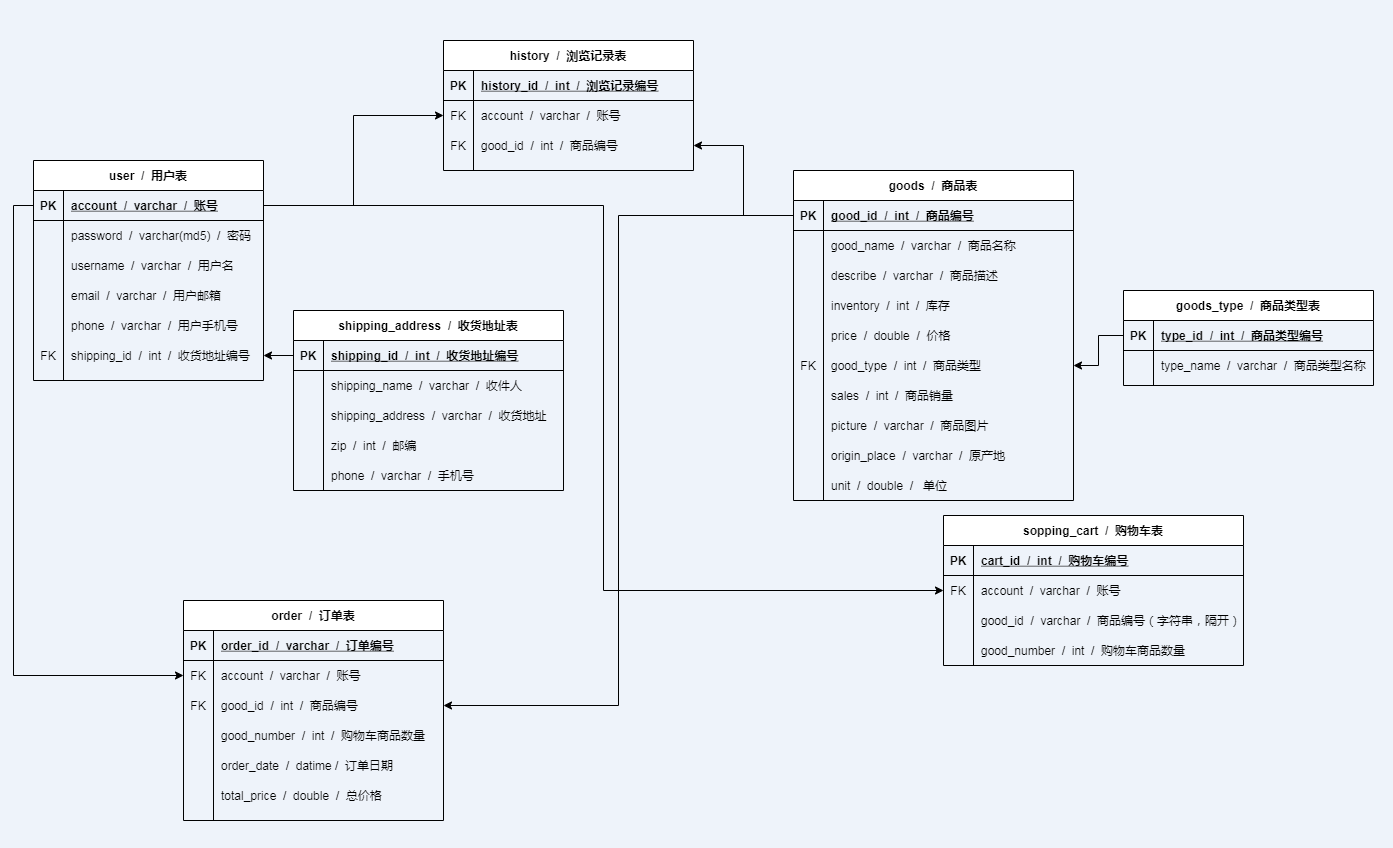 history / 浏览记录表
PK history_id / int / 浏览记录编号
FK account / varchar / 账号
FK good_id / int / 商品编号
user / 用户表
PK account / varchar / 账号
password / varchar(md5) / 密码
username / varchar / 用户名
email / varchar / 用户邮箱
phone / varchar / 用户手机号
FK shipping_id / int / 收货地址编号
shipping_address / 收货地址表
PK shipping_id / int / 收货地址编号
shipping_name / varchar / 收件人
shipping_address / varchar / 收货地址
zip / int / 邮编
phone / varchar / 手机号
goods / 商品表
PK good_id / int / 商品编号
good_name / varchar / 商品名称
describe / varchar / 商品描述
inventory / int / 库存
price / double / 价格
FK good_type / int / 商品类型
sales / int / 商品销量
picture / varchar / 商品图片
origin_place / varchar / 原产地
unit / double / 单位
goods_type / 商品类型表
PK type_id / int / 商品类型编号
type_name / varchar / 商品类型名称
sopping_cart / 购物车表
PK cart_id / int / 购物车编号
FK account / varchar / 账号
good_id / varchar / 商品编号（字符串，隔开）
good_number / int / 购物车商品数量
order / 订单表
PK order_id / varchar / 订单编号
FK account / varchar / 账号
FK good_id / int / 商品编号
good_number / int / 购物车商品数量
order_date / datime / 订单日期
total_price / double / 总价格